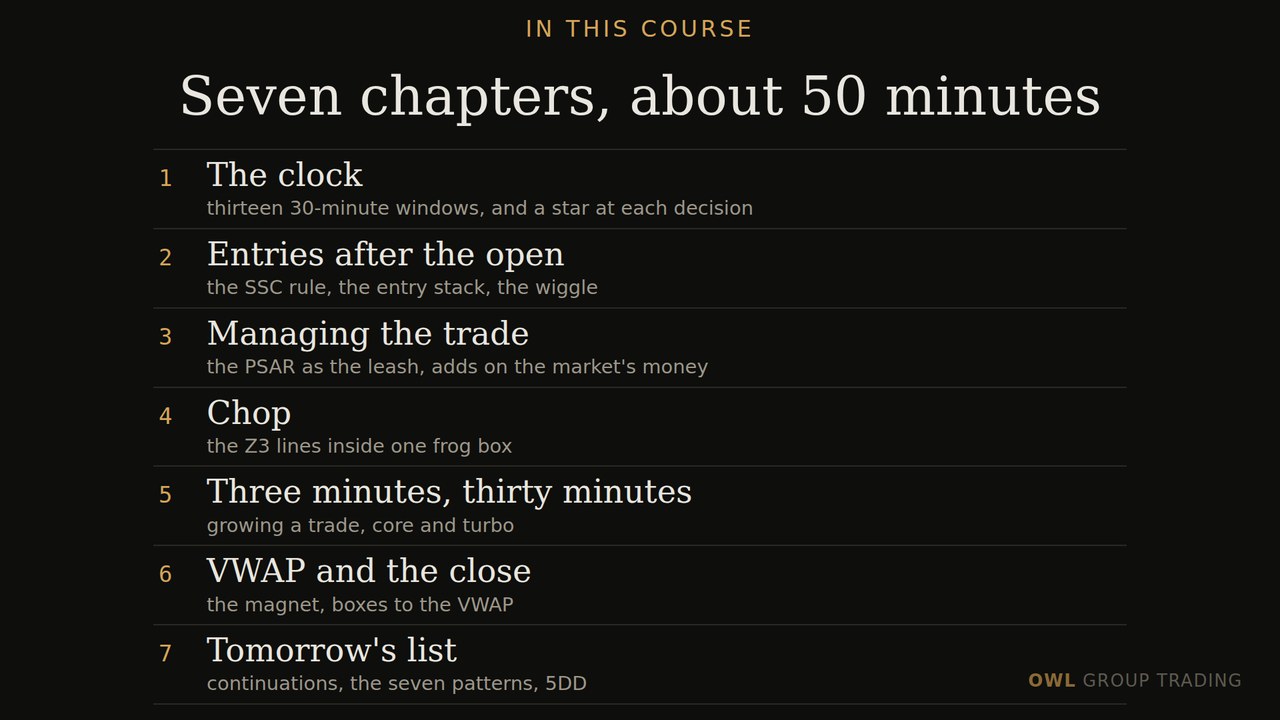 IN THIS COURSE
Seven chapters, about 50 minutes
1 The clock
thirteen 30-minute windows, and a star at each decision
2 Entries after the open
the SSC rule, the entry stack, the wiggle
3 Managing the trade
the PSAR as the leash, adds on the market's money
4 Chop
the Z3 lines inside one frog box
5 Three minutes, thirty minutes
growing a trade, core and turbo
6 VWAP and the close
the magnet, boxes to the VWAP
7 Tomorrow's list
continuations, the seven patterns, 5DD
OWL GROUP TRADING